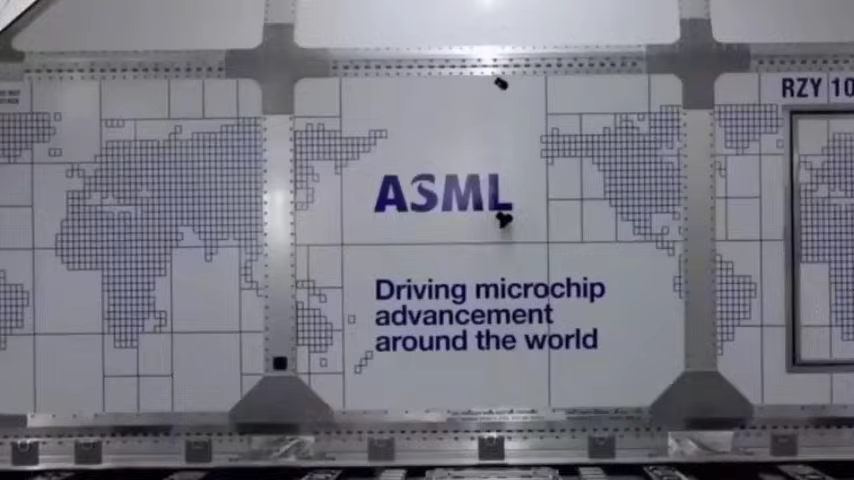 RZY 10
ASML
Driving microchip
advancement
around the world